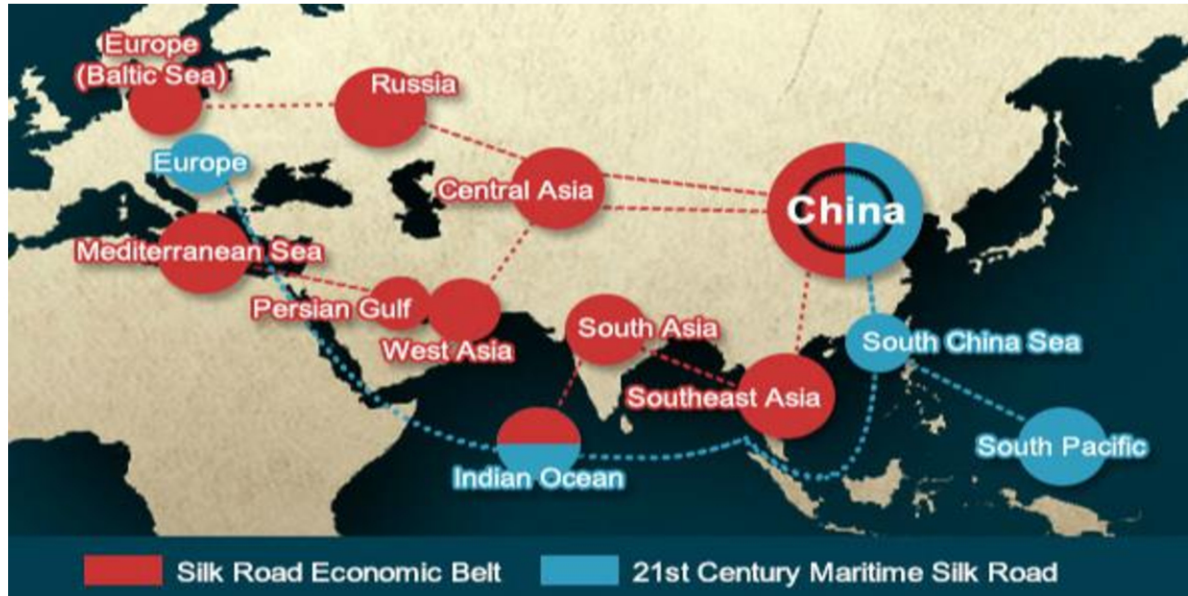 Europe
(Baltic Sea)
Russia
Europe
Central Asia
China
Mediterranean Sea
Persian Gulf
West Asia
South Asia
South China Sea
Southeast Asia
South Pacific
Indian Ocean
Silk Road Economic Belt
21st Century Maritime Silk Road